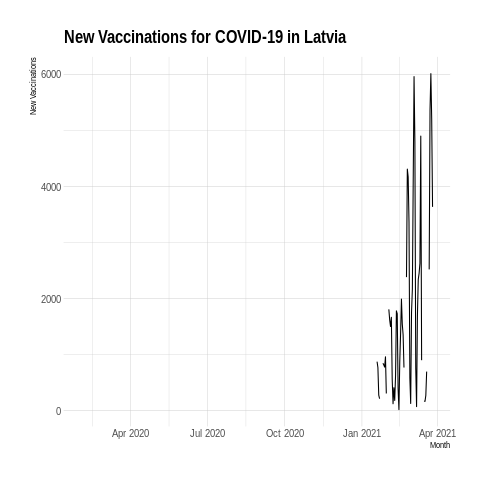 New Vaccinations for COVID-19 in Latvia
New Vaccinations
6000
4000
2000
0
Apr 2020 Jul 2020 Oct 2020 Jan 2021 Apr 2021
Month